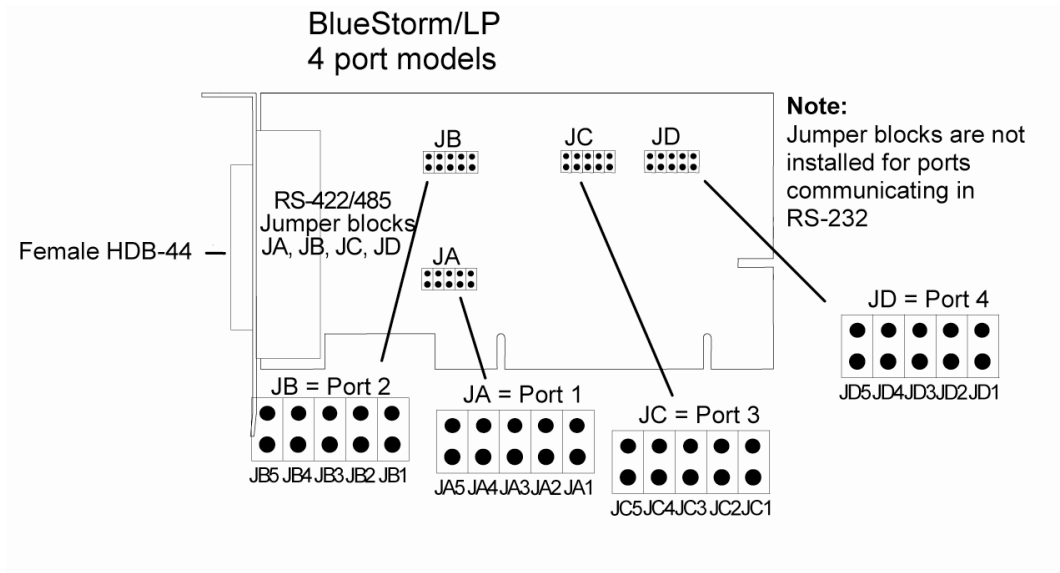 BlueStorm/LP
4 port models
Note:
Jumper blocks are not
installed for ports
communicating in
RS-232
JB
JC
JD
RS-422/485
Jumper blocks
JA, JB, JC, JD
Female HDB-44
JA
JD = Port 4
JD5 JD4 JD3 JD2 JD1
JB = Port 2
JB5 JB4 JB3 JB2 JB1
JA = Port 1
JA5 JA4 JA3 JA2 JA1
JC = Port 3
JC5 JC4 JC3 JC2 JC1